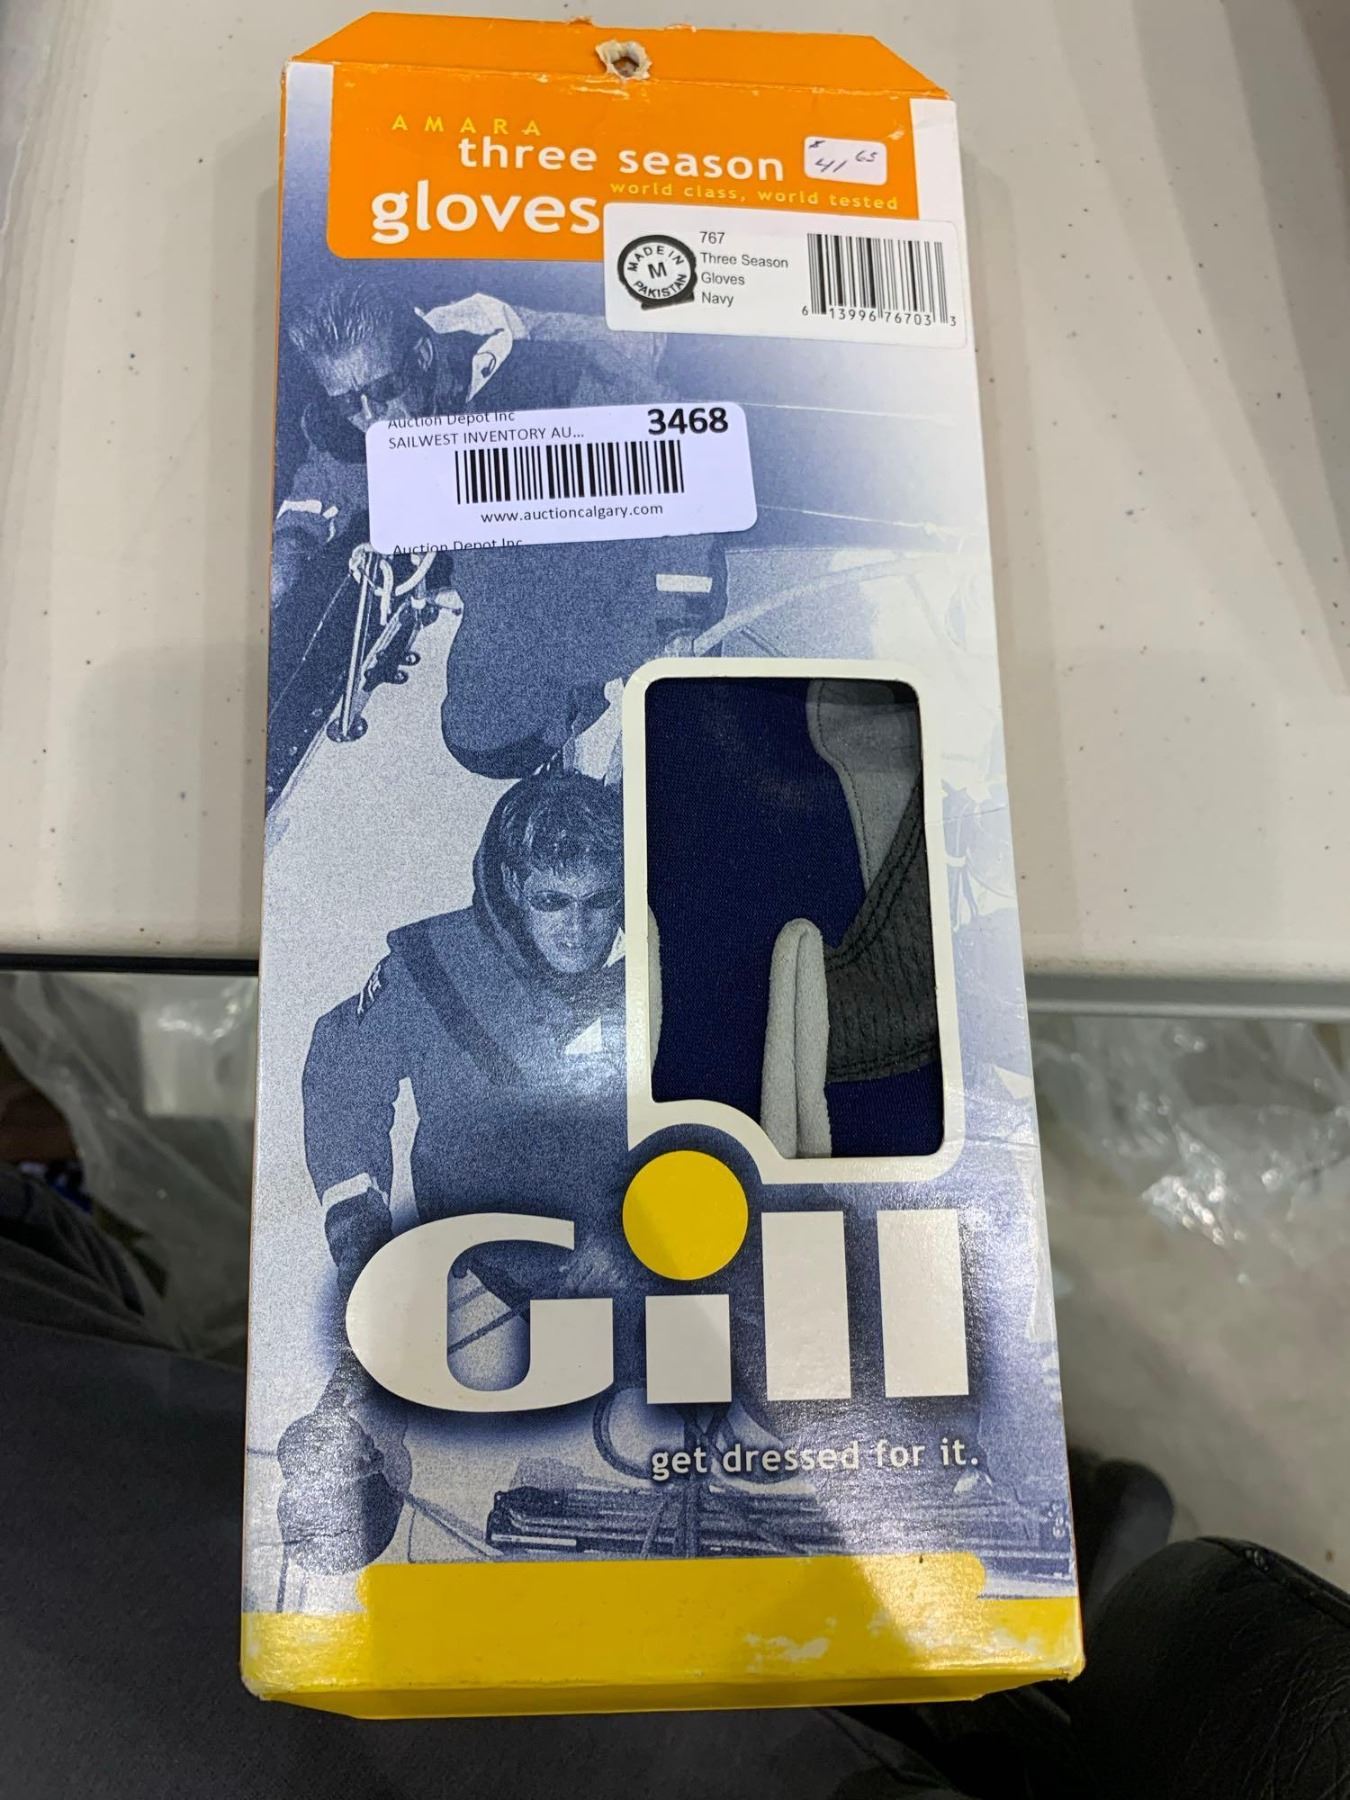 AMARA
three season
gloves
world class, world tested
$41 65
MADE IN
M
PAKISTAN
767
Three Season
Gloves
Navy
6 13996 76703 3
Auction Depot Inc
SAILWEST INVENTORY AU...
3468
www.auctioncalgary.com
Auction Depot Inc
Gill
get dressed for it.